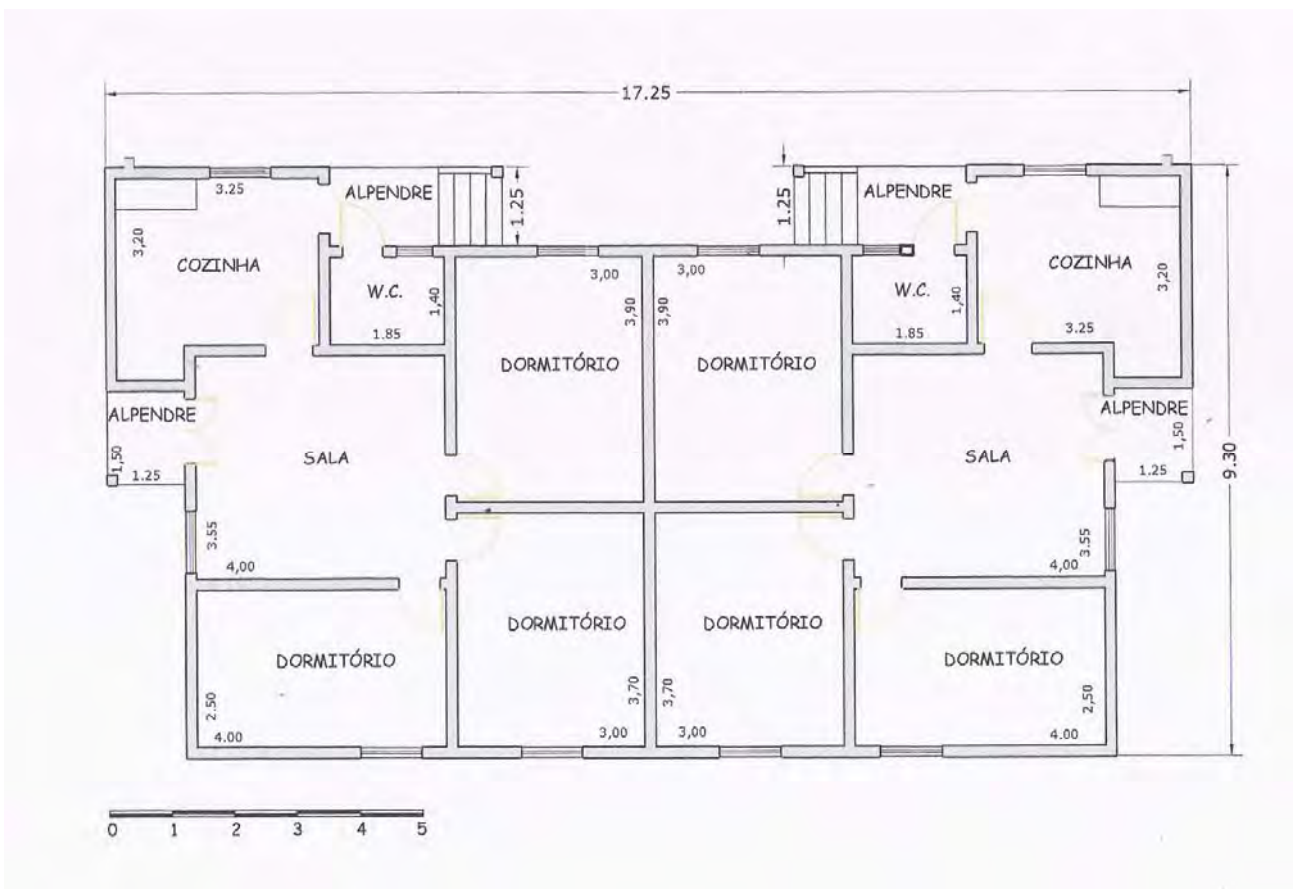 17.25
3.25
ALPENDRE
1.25
1.25
ALPENDRE
3,20
COZINHA
W.C.
1,40
1.85
3,00
3,00
3,90
3,90
W.C.
1,40
1.85
COZINHA
3,20
3.25
DORMITÓRIO
DORMITÓRIO
ALPENDRE
1,50
1.25
SALA
SALA
ALPENDRE
1,50
1.25
9.30
3.55
4,00
3.55
4,00
DORMITÓRIO
DORMITÓRIO
DORMITÓRIO
DORMITÓRIO
2.50
4.00
3,70
3,00
3,70
3,00
2,50
4.00
0 1 2 3 4 5